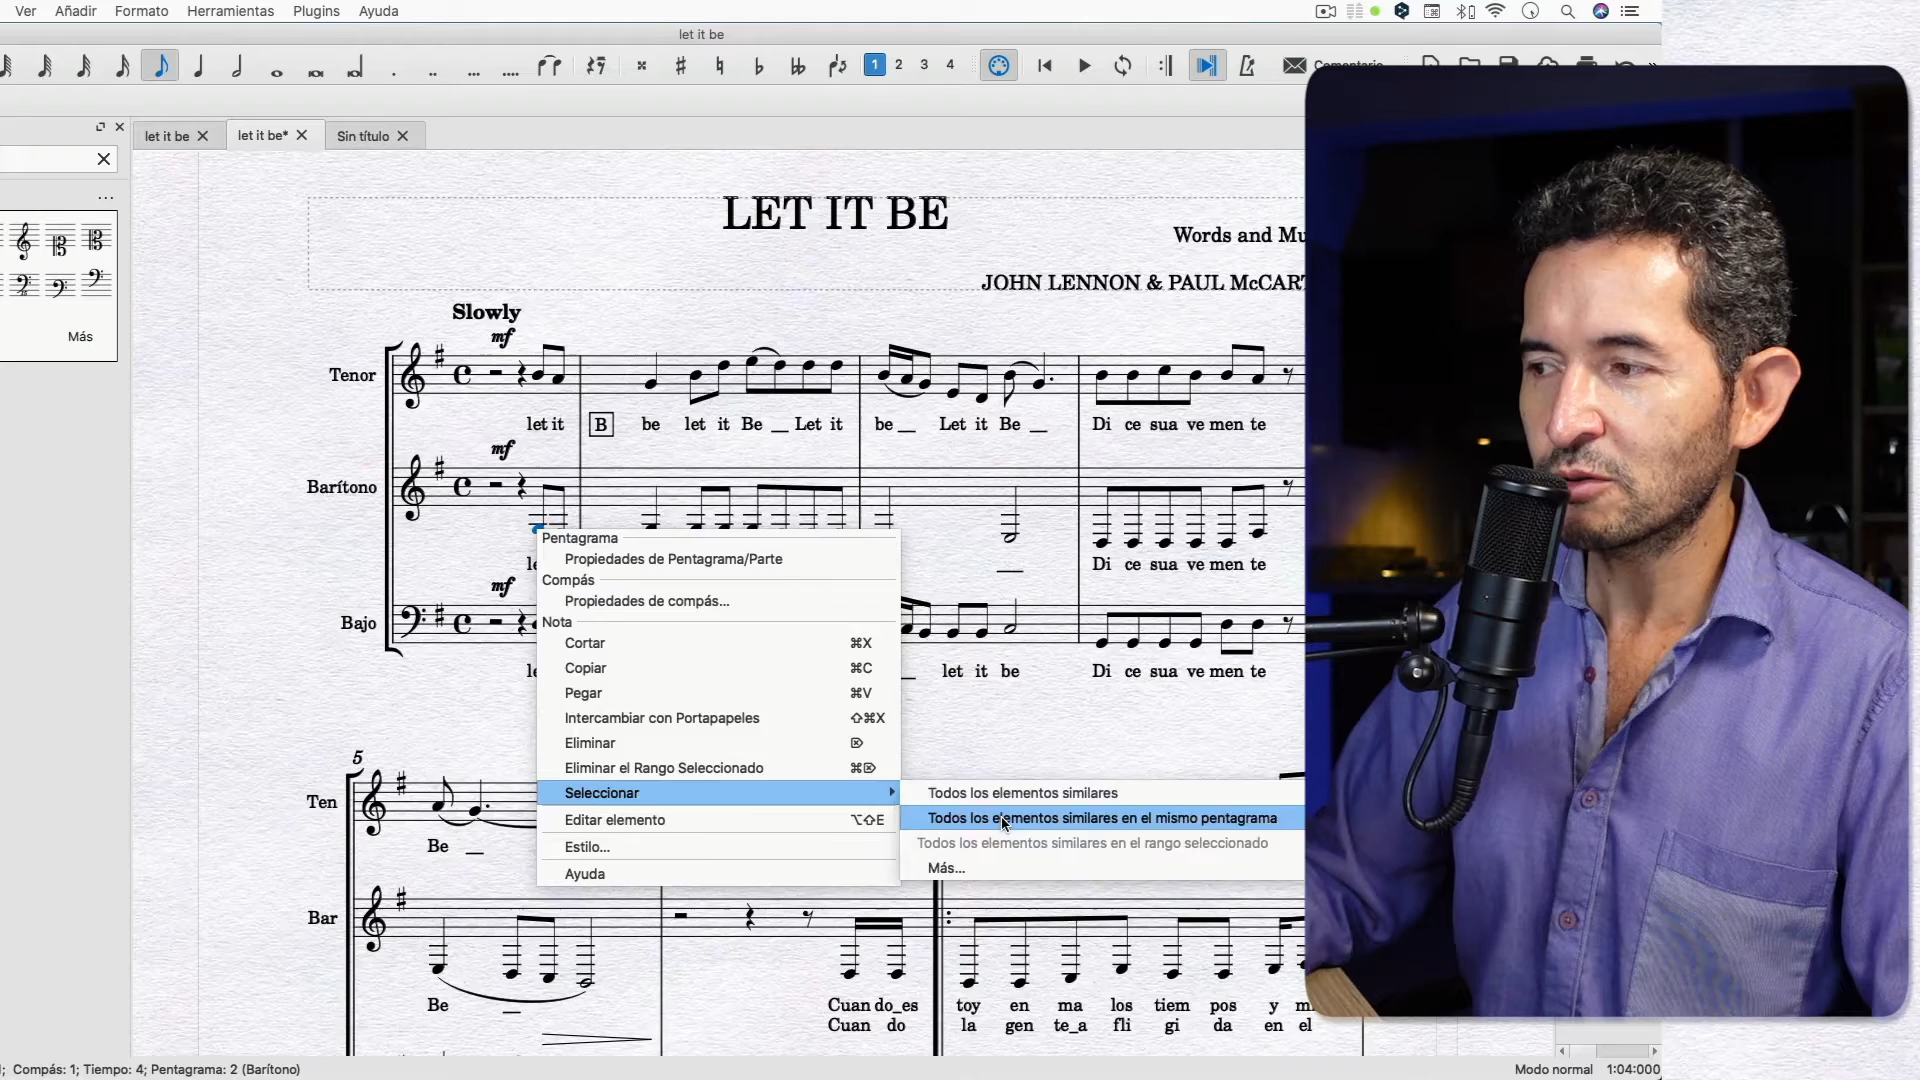 Ver Añadir Formato Herramientas Plugins Ayuda
let it be
1 2 3 4 Comentario
let it be let it be* Sin título
Más
LET IT BE
Words and Mu
JOHN LENNON & PAUL McCART
Slowly
mf
Tenor
let it B be let it Be __ Let it be __ Let it Be __ Di ce sua ve men te
mf
Barítono
Di ce sua ve men te
mf
Bajo
let it be Di ce sua ve men te
Pentagrama
Propiedades de Pentagrama/Parte
Compás
Propiedades de compás...
Nota
Cortar ⌘X
Copiar ⌘C
Pegar ⌘V
Intercambiar con Portapapeles ⇧⌘X
Eliminar ⌦
Eliminar el Rango Seleccionado ⌘⌦
Seleccionar
Editar elemento ⌥⇧E
Estilo...
Ayuda
Todos los elementos similares
Todos los elementos similares en el mismo pentagrama
Todos los elementos similares en el rango seleccionado
Más...
5
Ten
Be __
Bar
Be __ Cuan do_es toy en ma los tiem pos y m
Cuan do la gen te_a fli gi da en el
; Compás: 1; Tiempo: 4; Pentagrama: 2 (Barítono) Modo normal 1:04:000